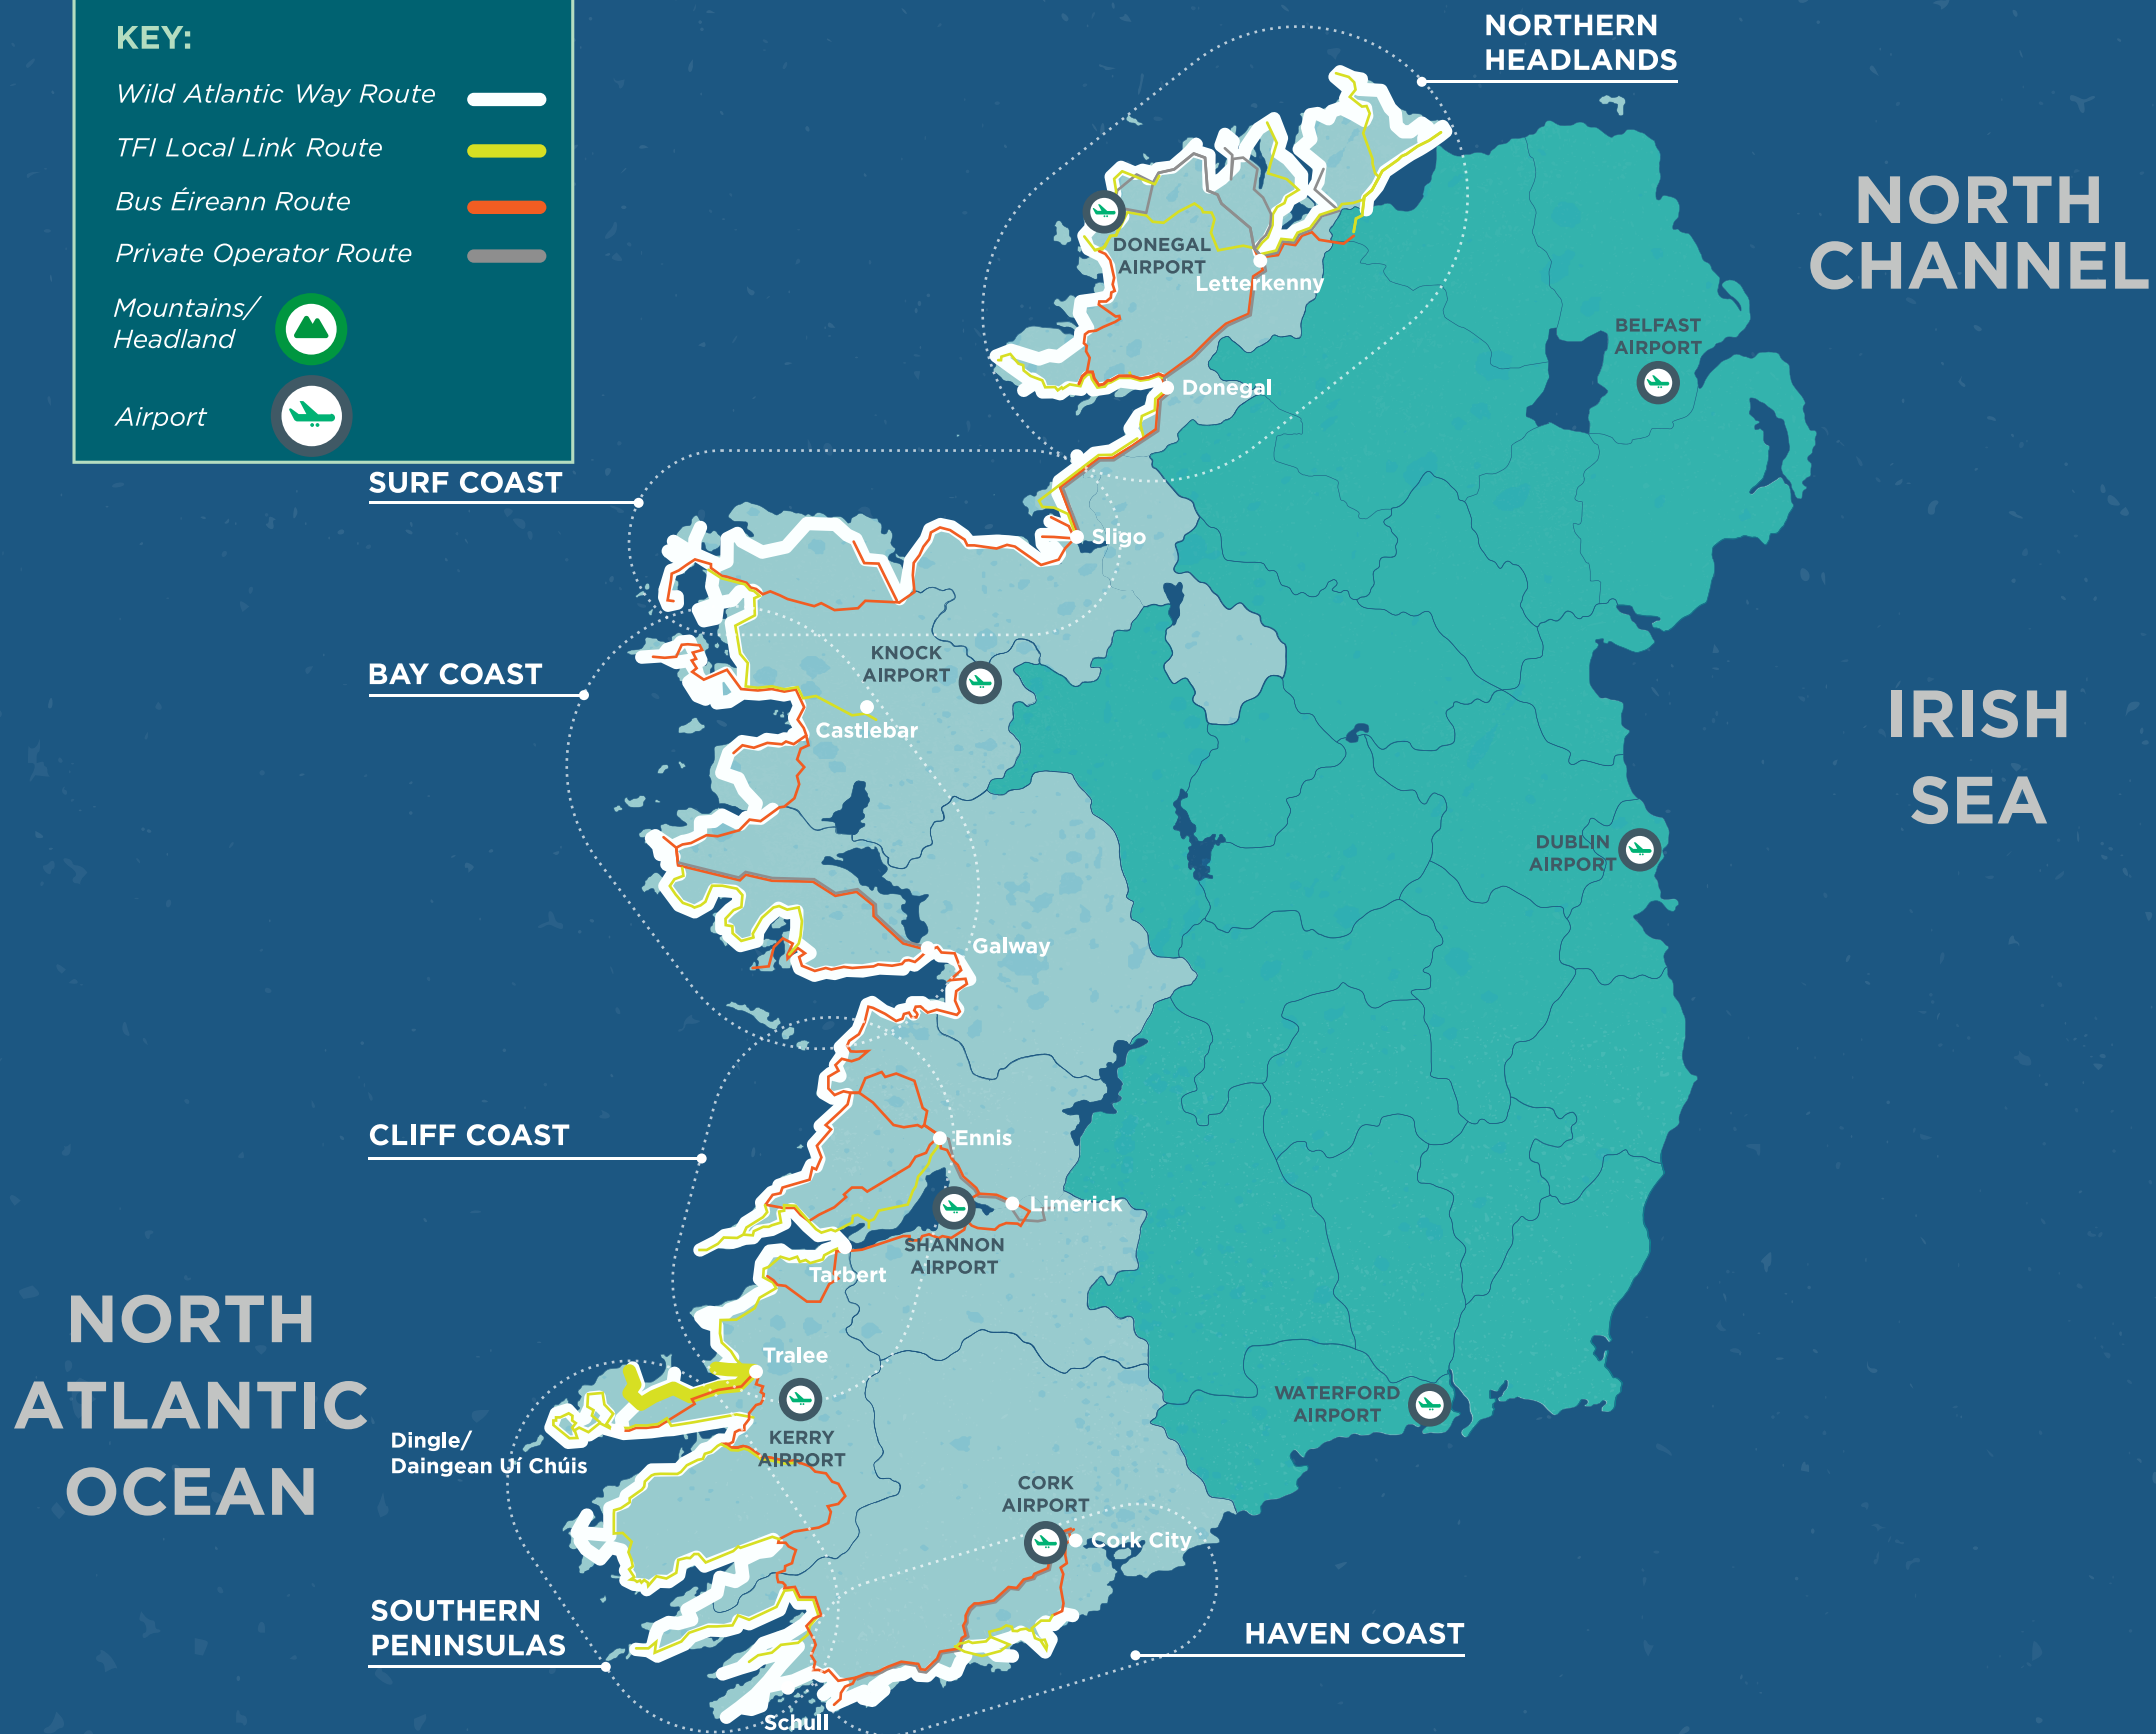 KEY:
Wild Atlantic Way Route
TFI Local Link Route
Bus Éireann Route
Private Operator Route
Mountains/
Headland
Airport
NORTHERN
HEADLANDS
NORTH
CHANNEL
DONEGAL
AIRPORT
Letterkenny
BELFAST
AIRPORT
Donegal
SURF COAST
Sligo
BAY COAST
KNOCK
AIRPORT
Castlebar
IRISH
SEA
DUBLIN
AIRPORT
Galway
CLIFF COAST
Ennis
Limerick
SHANNON
AIRPORT
Tarbert
NORTH
ATLANTIC
OCEAN
Tralee
WATERFORD
AIRPORT
Dingle/
Daingean Uí Chúis
KERRY
AIRPORT
CORK
AIRPORT
Cork City
SOUTHERN
PENINSULAS
HAVEN COAST
Schull